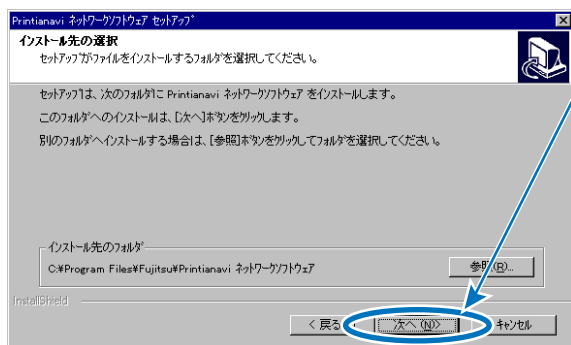 Printianavi ネットワークソフトウェア セットアップ
インストール先の選択
セットアップがファイルをインストールするフォルダを選択してください。
セットアップは、次のフォルダに Printianavi ネットワークソフトウェア をインストールします。
このフォルダへのインストールは、[次へ]ボタンをクリックします。
別のフォルダへインストールする場合は、[参照]ボタンをクリックしてフォルダを選択してください。
インストール先のフォルダ
C:¥Program Files¥Fujitsu¥Printianavi ネットワークソフトウェア
参照(R)...
InstallShield
< 戻る
次へ (N)>
キャンセル